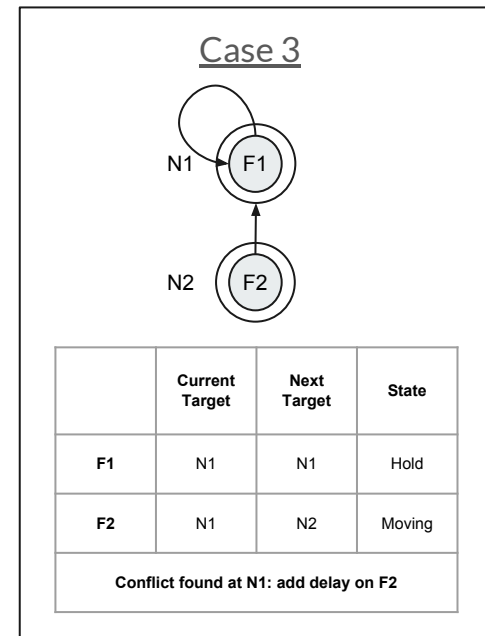 Case 3
N1 F1
N2 F2
Current Target Next Target State
F1 N1 N1 Hold
F2 N1 N2 Moving
Conflict found at N1: add delay on F2